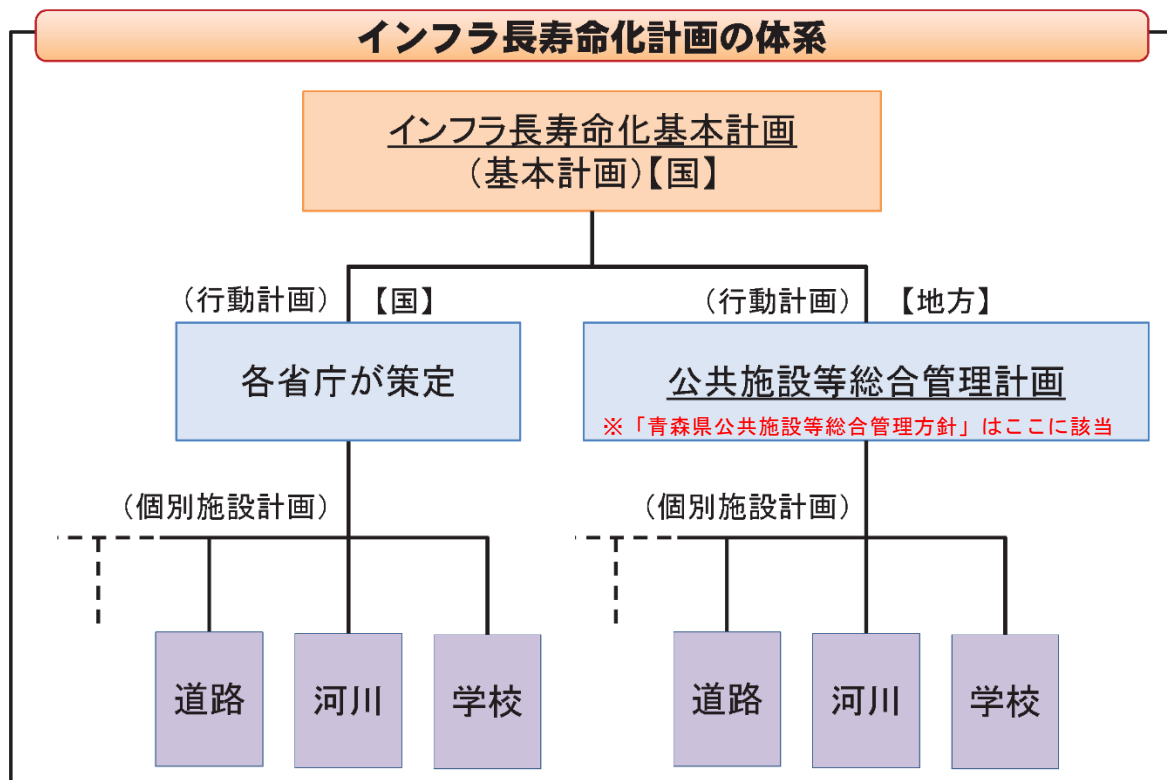 インフラ長寿命化計画の体系
インフラ長寿命化基本計画
(基本計画)【国】
(行動計画) 【国】
各省庁が策定
(個別施設計画)
道路 河川 学校
(行動計画) 【地方】
公共施設等総合管理計画
※「青森県公共施設等総合管理方針」はここに該当
(個別施設計画)
道路 河川 学校